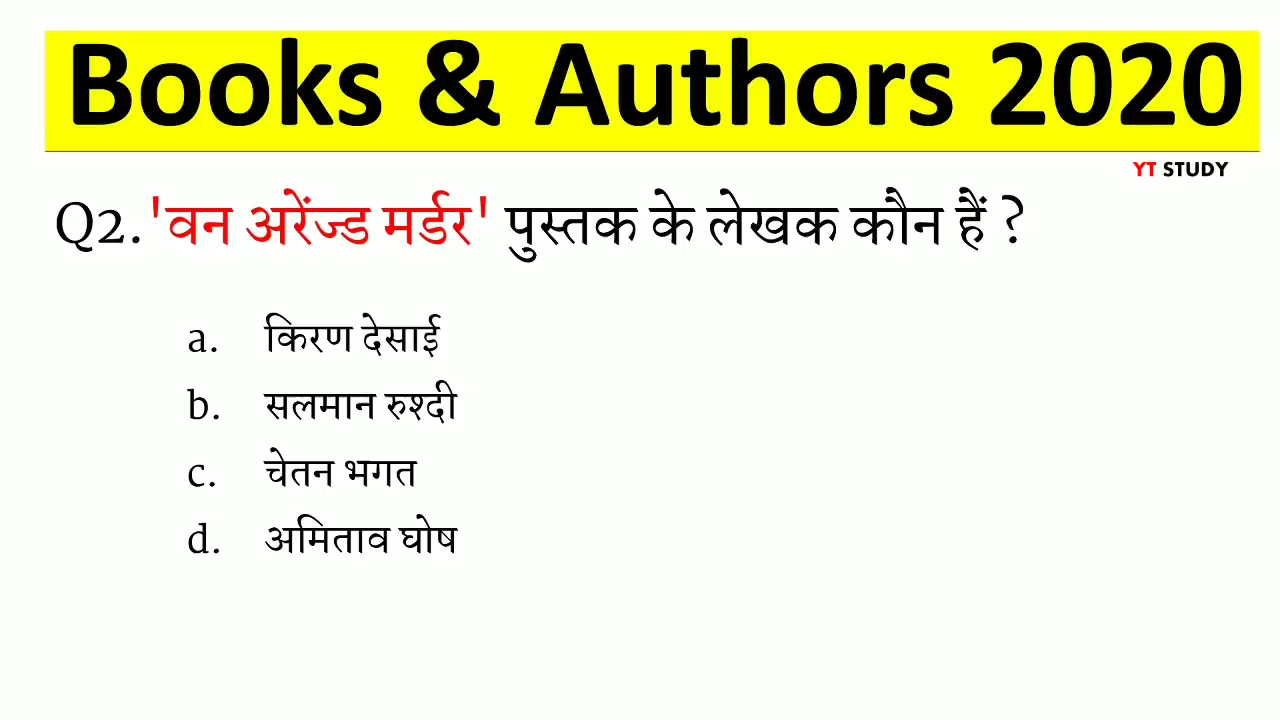 Books & Authors 2020
YT STUDY
Q2. 'वन अरेंज्ड मर्डर' पुस्तक के लेखक कौन हैं ?
a. किरण देसाई
b. सलमान रुश्दी
c. चेतन भगत
d. अमिताव घोष